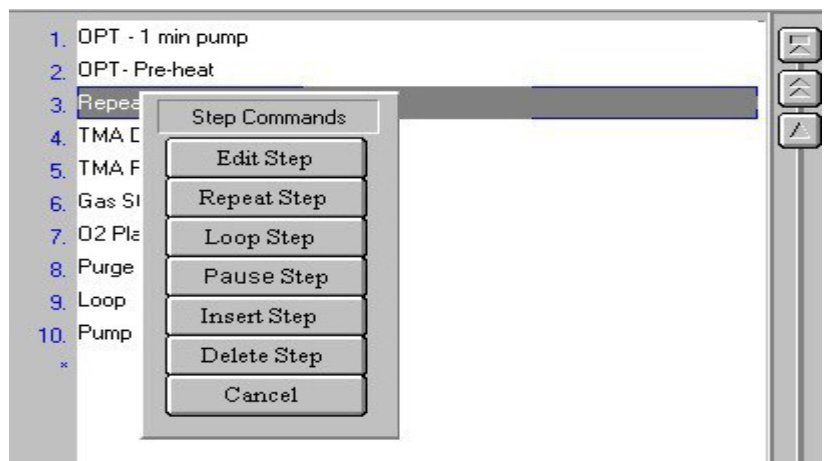 1. OPT - 1 min pump
2. OPT- Pre-heat
3. Repea
4. TMA D
5. TMA P
6. Gas St
7. O2 Pla
8. Purge
9. Loop
10. Pump
*
Step Commands
Edit Step
Repeat Step
Loop Step
Pause Step
Insert Step
Delete Step
Cancel